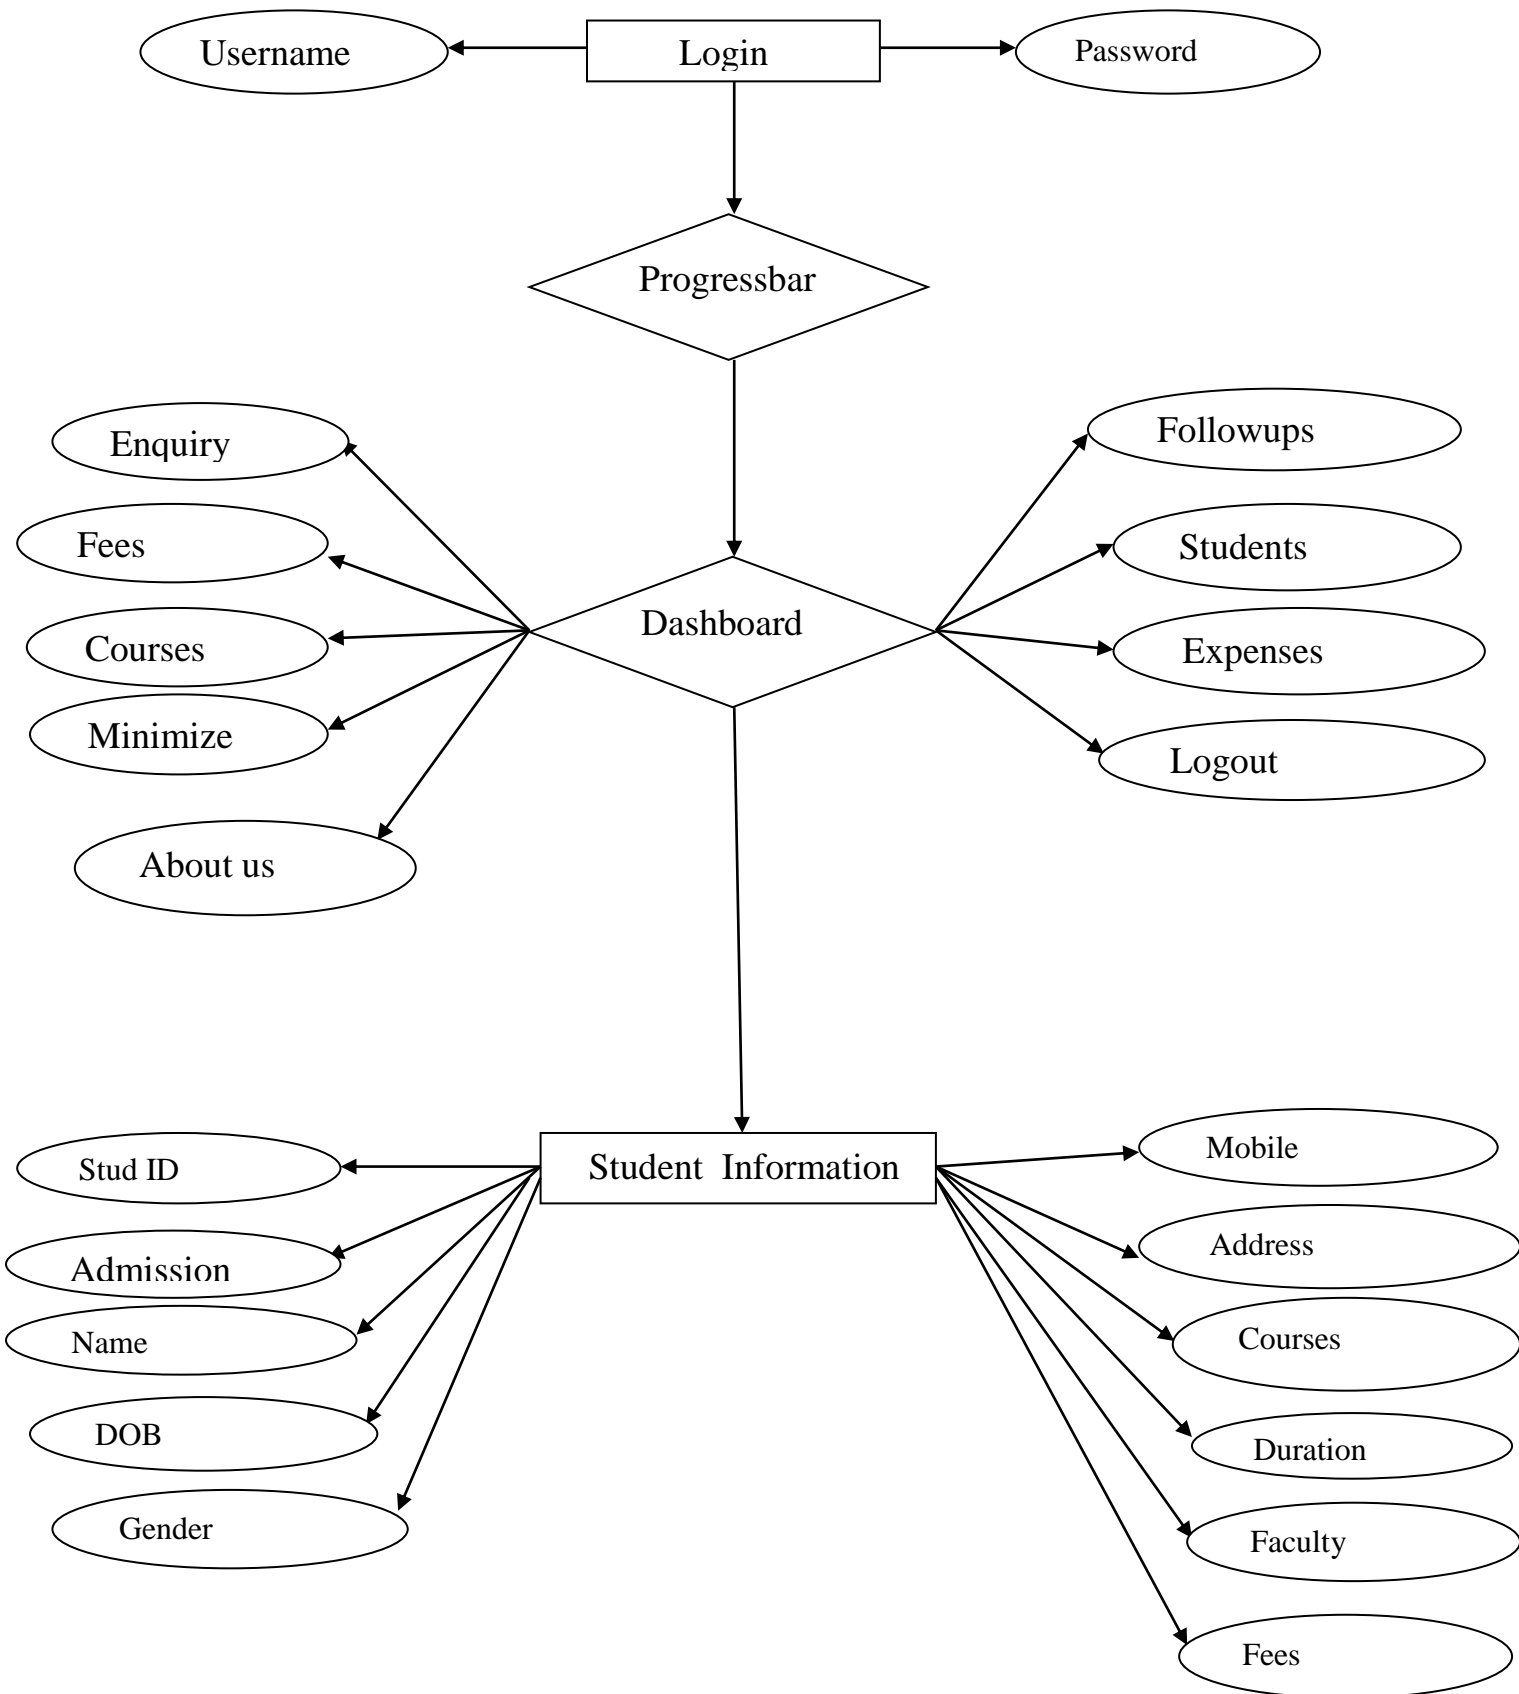 Username
Login
Password
Progressbar
Enquiry
Followups
Fees
Students
Dashboard
Courses
Expenses
Minimize
Logout
About us
Stud ID
Student  Information
Mobile
Admission
Address
Name
Courses
DOB
Duration
Gender
Faculty
Fees